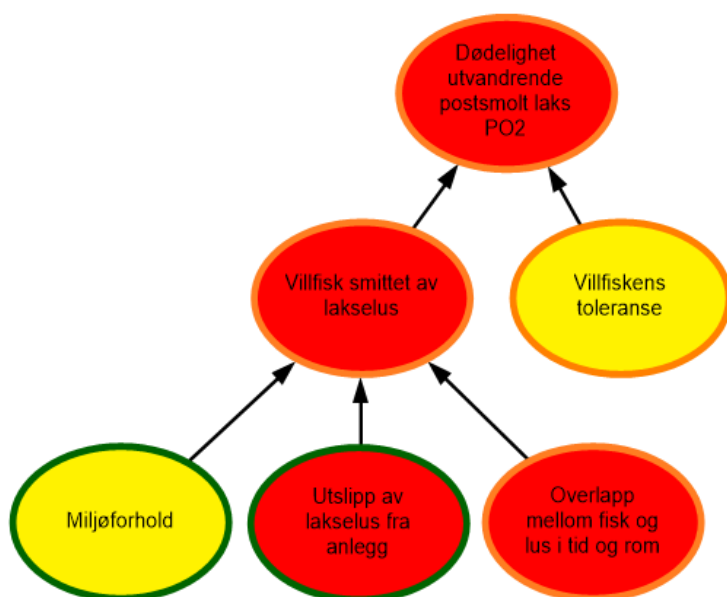 Dødelighet
utvandrende
postsmolt laks
PO2
Villfisk smittet av
lakselus
Villfiskens
toleranse
Miljøforhold
Utslipp av
lakselus fra
anlegg
Overlapp
mellom fisk og
lus i tid og rom